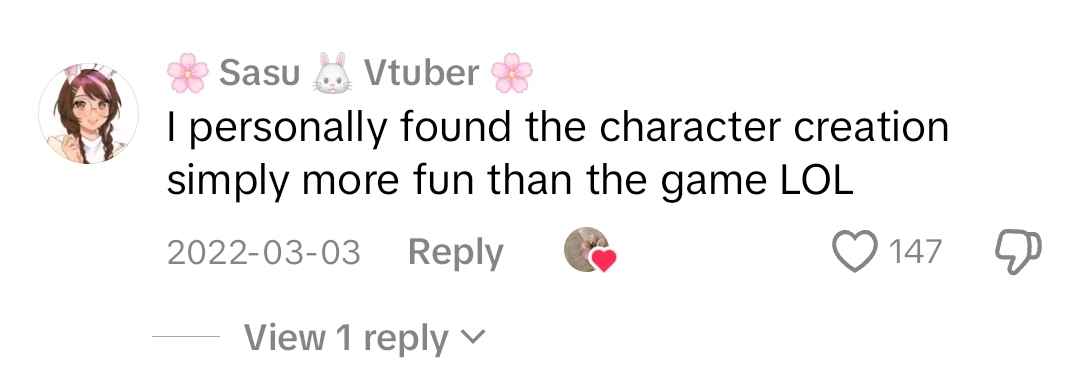 🌸 Sasu 🐰 Vtuber 🌸
I personally found the character creation
simply more fun than the game LOL
2022-03-03 Reply 147
View 1 reply